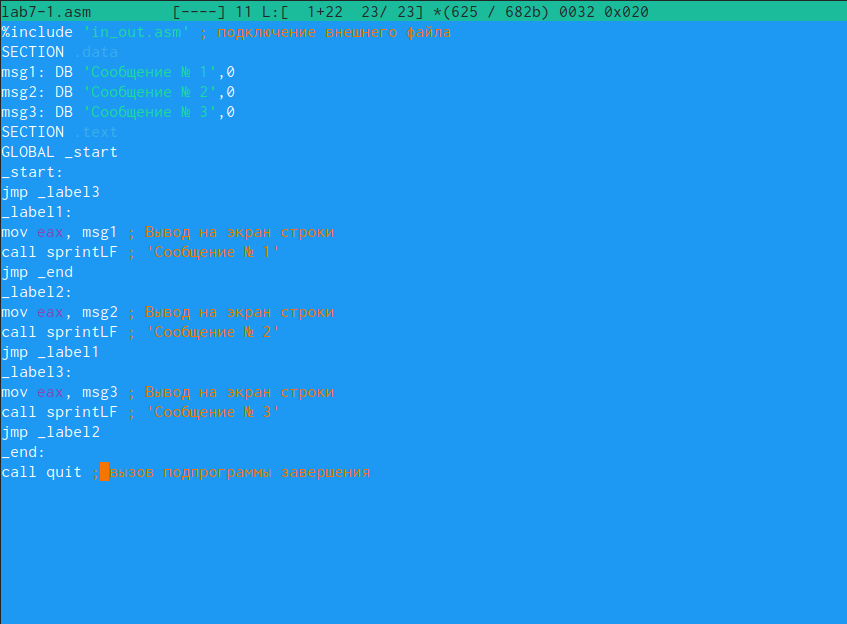 lab7-1.asm [----] 11 L:[ 1+22 23/ 23] *(625 / 682b) 0032 0x020
%include 'in_out.asm' ; подключение внешнего файла
SECTION .data
msg1: DB 'Сообщение № 1',0
msg2: DB 'Сообщение № 2',0
msg3: DB 'Сообщение № 3',0
SECTION .text
GLOBAL _start
_start:
jmp _label3
_label1:
mov eax, msg1 ; Вывод на экран строки
call sprintLF ; 'Сообщение № 1'
jmp _end
_label2:
mov eax, msg2 ; Вывод на экран строки
call sprintLF ; 'Сообщение № 2'
jmp _label1
_label3:
mov eax, msg3 ; Вывод на экран строки
call sprintLF ; 'Сообщение № 3'
jmp _label2
_end:
call quit ; вызов подпрограммы завершения